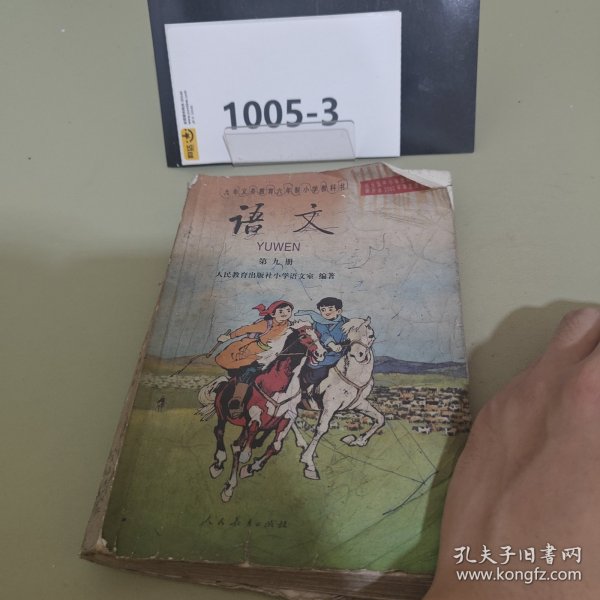 1005-3
九年义务教育六年制小学教科书
语文
YUWEN
第九册
人民教育出版社小学语文室 编著
人民教育出版社
孔夫子旧书网
www.kongfz.com